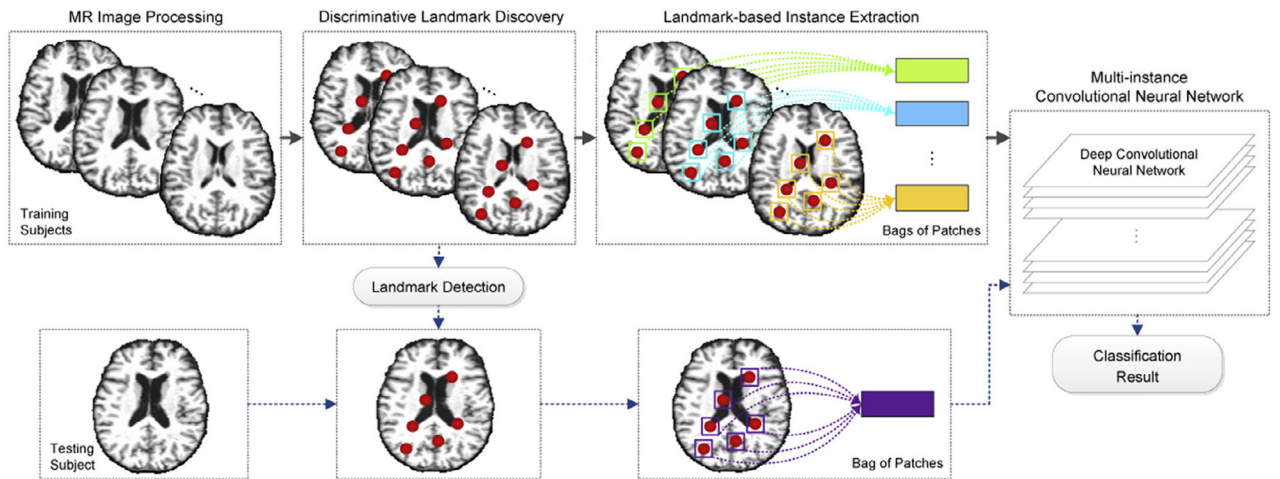 MR Image Processing
Discriminative Landmark Discovery
Landmark-based Instance Extraction
Training
Subjects
Bags of Patches
Multi-instance
Convolutional Neural Network
Deep Convolutional
Neural Network
Landmark Detection
Testing
Subject
Bag of Patches
Classification
Result